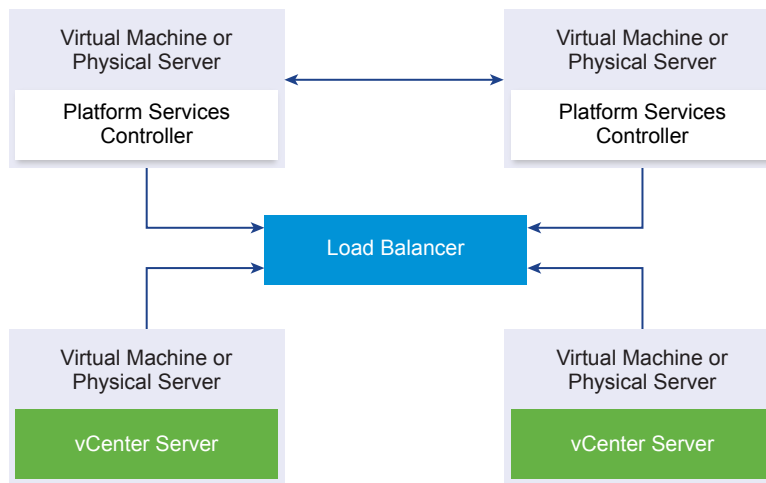 Virtual Machine or
Physical Server
Platform Services
Controller
Virtual Machine or
Physical Server
Platform Services
Controller
Load Balancer
Virtual Machine or
Physical Server
vCenter Server
Virtual Machine or
Physical Server
vCenter Server